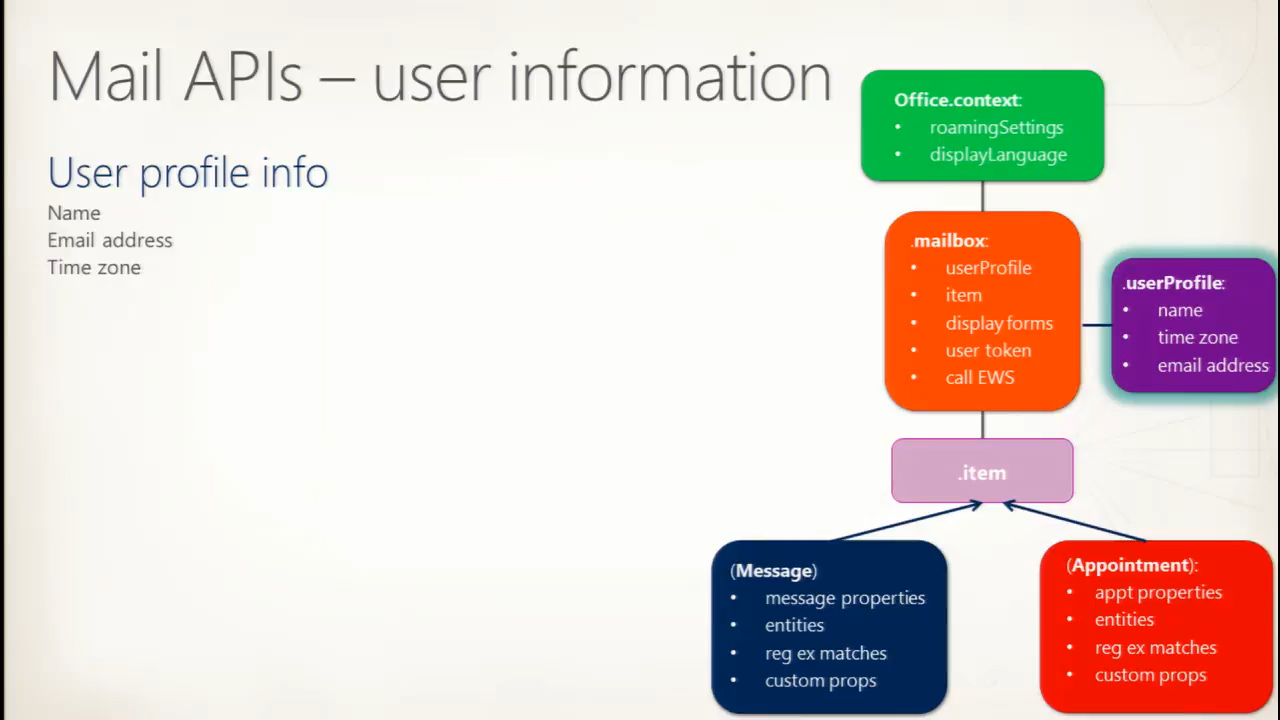 Mail APIs – user information
User profile info
Name
Email address
Time zone
Office.context:
• roamingSettings
• displayLanguage
.mailbox:
• userProfile
• item
• display forms
• user token
• call EWS
.userProfile:
• name
• time zone
• email address
.item
(Message)
• message properties
• entities
• reg ex matches
• custom props
(Appointment):
• appt properties
• entities
• reg ex matches
• custom props